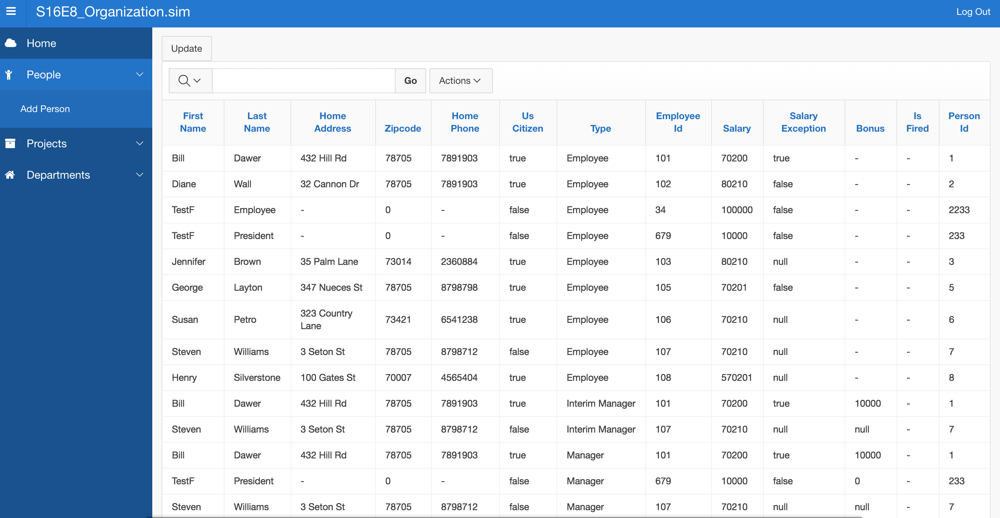 S16E8_Organization.sim
Log Out
Home
People
Add Person
Projects
Departments
Update
Go
Actions
First Name Last Name Home Address Zipcode Home Phone Us Citizen Type Employee Id Salary Salary Exception Bonus Is Fired Person Id
Bill Dawer 432 Hill Rd 78705 7891903 true Employee 101 70200 true - - 1
Diane Wall 32 Cannon Dr 78705 7891903 true Employee 102 80210 false - - 2
TestF Employee - 0 - false Employee 34 100000 false - - 2233
TestF President - 0 - false Employee 679 10000 false - - 233
Jennifer Brown 35 Palm Lane 73014 2360884 true Employee 103 80210 null - - 3
George Layton 347 Nueces St 78705 8798798 true Employee 105 70201 false - - 5
Susan Petro 323 Country Lane 73421 6541238 true Employee 106 70210 null - - 6
Steven Williams 3 Seton St 78705 8798712 false Employee 107 70210 null - - 7
Henry Silverstone 100 Gates St 70007 4565404 true Employee 108 570201 null - - 8
Bill Dawer 432 Hill Rd 78705 7891903 true Interim Manager 101 70200 true 10000 - 1
Steven Williams 3 Seton St 78705 8798712 false Interim Manager 107 70210 null null - 7
Bill Dawer 432 Hill Rd 78705 7891903 true Manager 101 70200 true 10000 - 1
TestF President - 0 - false Manager 679 10000 false 0 - 233
Steven Williams 3 Seton St 78705 8798712 false Manager 107 70210 null null - 7